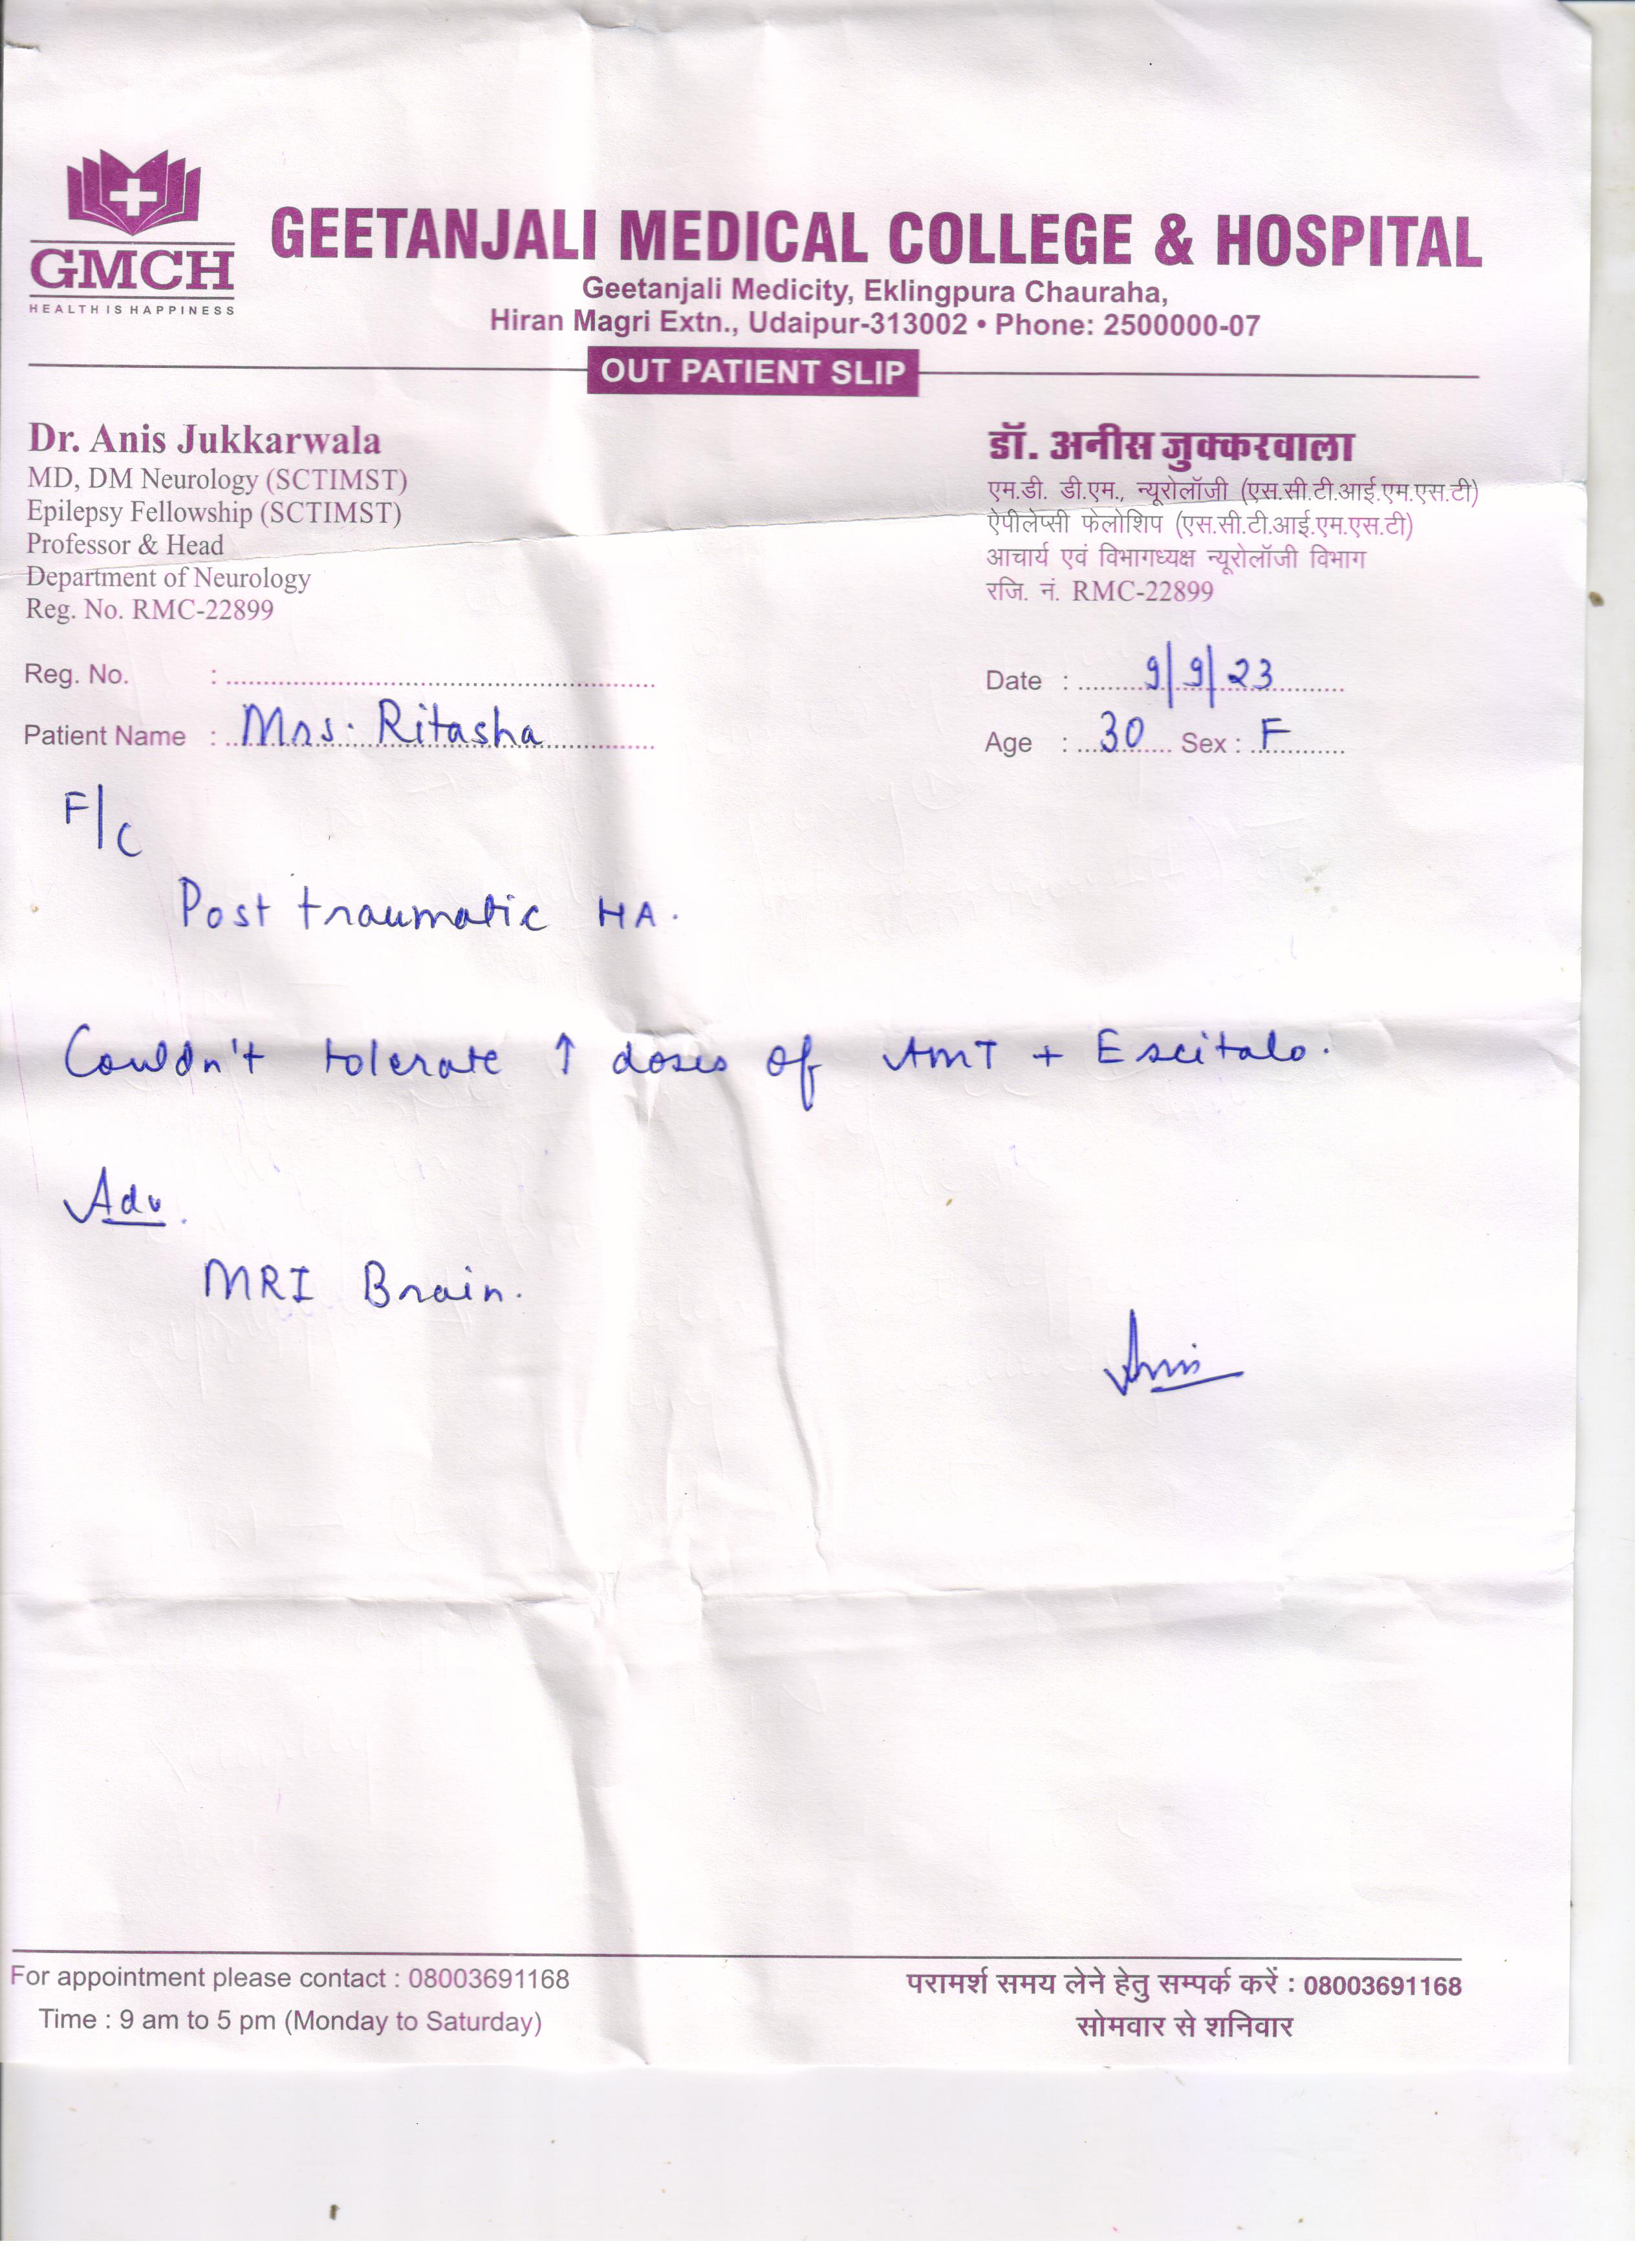 GMCH
HEALTH IS HAPPINESS
GEETANJALI MEDICAL COLLEGE & HOSPITAL
Geetanjali Medicity, Eklingpura Chauraha,
Hiran Magri Extn., Udaipur-313002 • Phone: 2500000-07
OUT PATIENT SLIP
Dr. Anis Jukkarwala
MD, DM Neurology (SCTIMST)
Epilepsy Fellowship (SCTIMST)
Professor & Head
Department of Neurology
Reg. No. RMC-22899
डॉ. अनीस जुक्करवाला
एम.डी. डी.एम., न्यूरोलॉजी (एस.सी.टी.आई.एम.एस.टी)
ऐपीलेप्सी फेलोशिप (एस.सी.टी.आई.एम.एस.टी)
आचार्य एवं विभागध्यक्ष न्यूरोलॉजी विभाग
रजि. नं. RMC-22899
Reg. No. :
Date : 9/9/23
Patient Name : Mrs. Ritasha
Age : 30 Sex : F
F/C
Post traumatic HA.
Couldn't tolerate ↑ doses of AMT + Escitalo.
Adv.
MRI Brain.
Anis
For appointment please contact : 08003691168
Time : 9 am to 5 pm (Monday to Saturday)
परामर्श समय लेने हेतु सम्पर्क करें : 08003691168
सोमवार से शनिवार